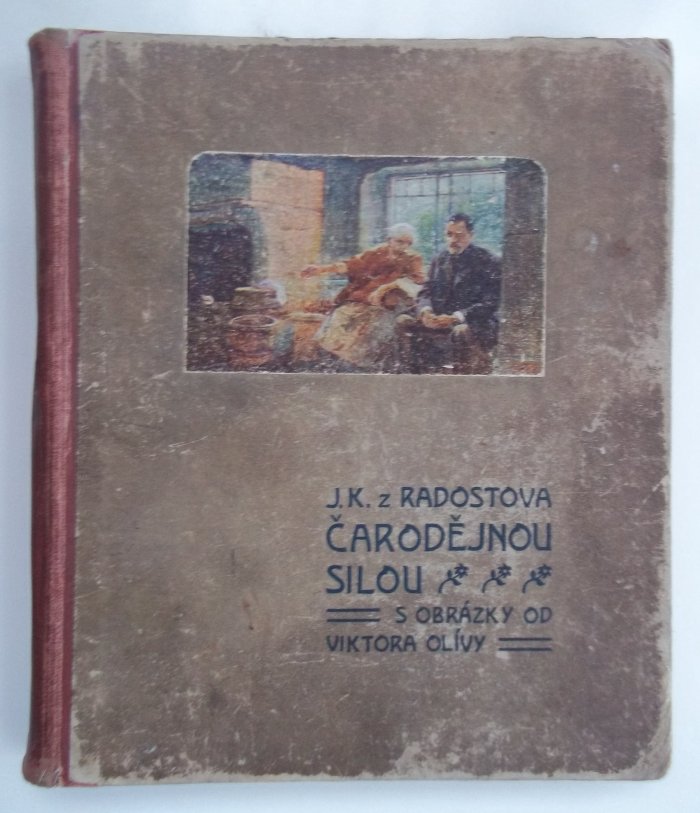 J. K. z RADOSTOVA
ČARODĚJNOU
SILOU
S OBRÁZKY OD
VIKTORA OLÍVY